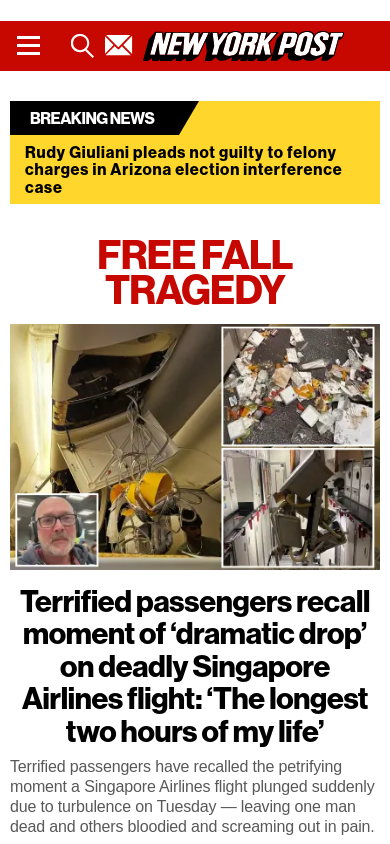 NEW YORK POST
BREAKING NEWS
Rudy Giuliani pleads not guilty to felony
charges in Arizona election interference
case
FREE FALL
TRAGEDY
Terrified passengers recall
moment of ‘dramatic drop’
on deadly Singapore
Airlines flight: ‘The longest
two hours of my life’
Terrified passengers have recalled the petrifying
moment a Singapore Airlines flight plunged suddenly
due to turbulence on Tuesday — leaving one man
dead and others bloodied and screaming out in pain.